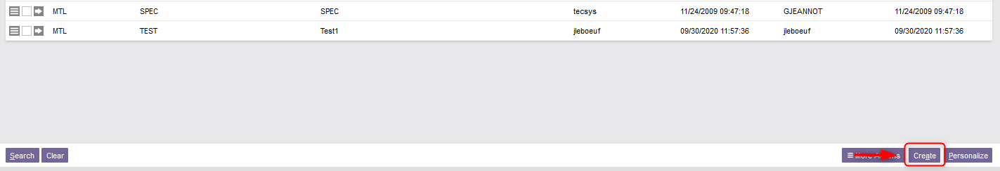 MTL SPEC SPEC tecsys 11/24/2009 09:47:18 GJEANNOT 11/24/2009 09:47:18
MTL TEST Test1 jleboeuf 09/30/2020 11:57:36 jleboeuf 09/30/2020 11:57:36
Search Clear More Create Personalize